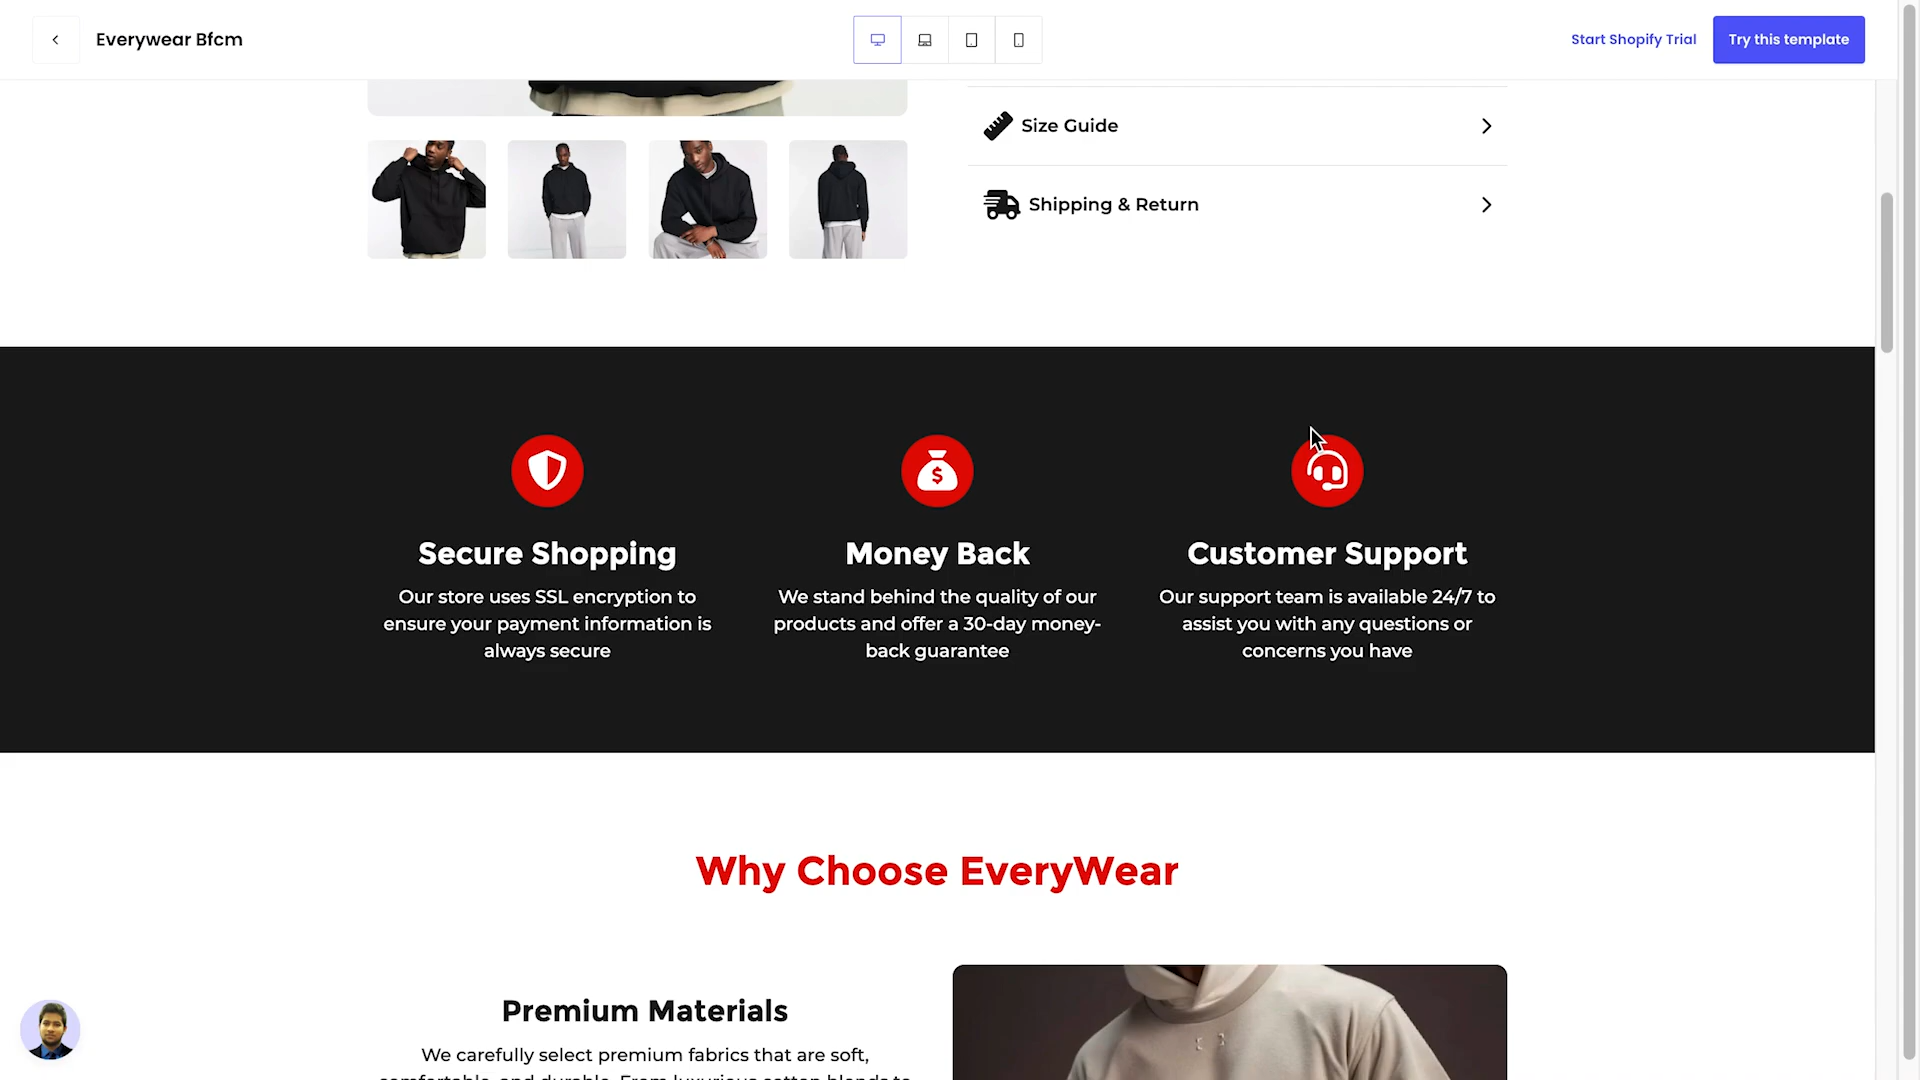 Everywear Bfcm
Start Shopify Trial
Try this template
Size Guide
Shipping & Return
Secure Shopping
Our store uses SSL encryption to
ensure your payment information is
always secure
Money Back
We stand behind the quality of our
products and offer a 30-day money-
back guarantee
Customer Support
Our support team is available 24/7 to
assist you with any questions or
concerns you have
Why Choose EveryWear
Premium Materials
We carefully select premium fabrics that are soft,
comfortable, and durable. From luxurious cotton blends to